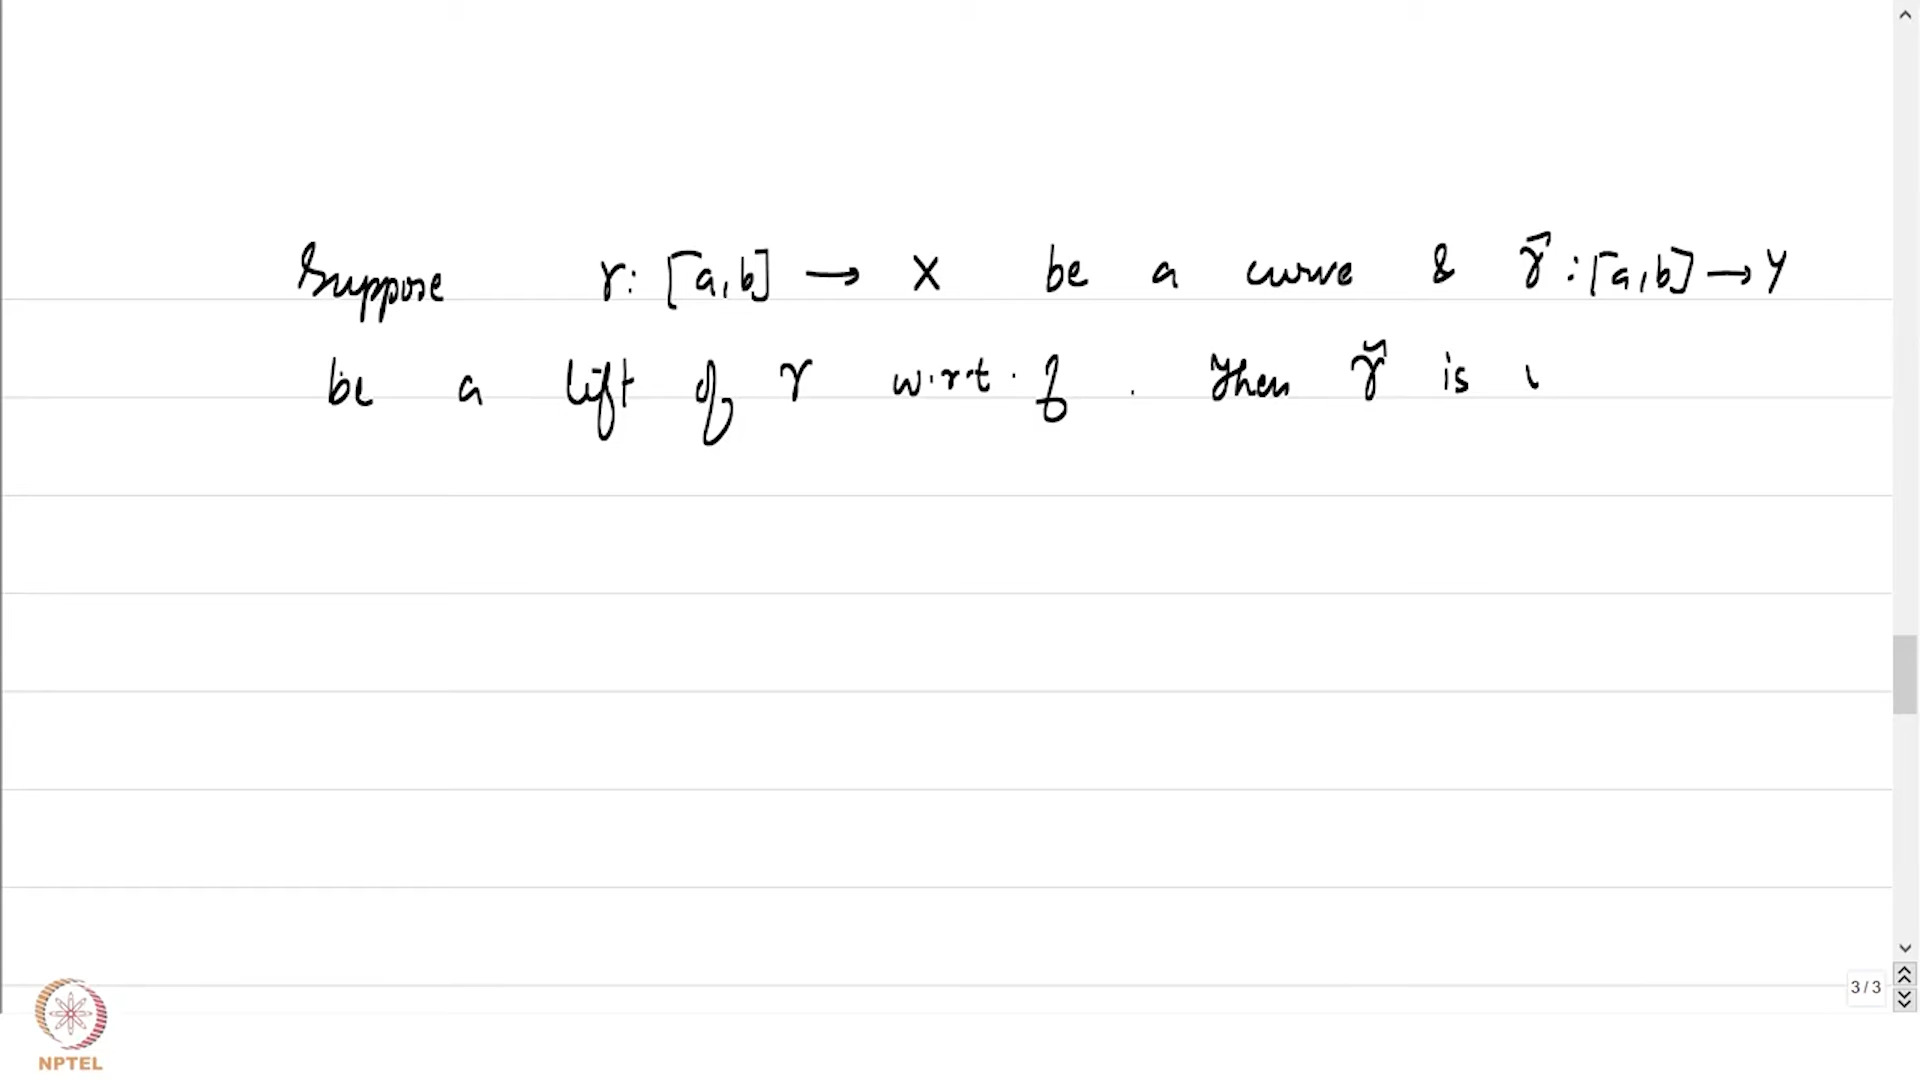 Suppose γ: [a,b] → X be a curve & γ̃ : [a,b] → Y
be a lift of γ w.r.t. f . Then γ̃ is
3 / 3
NPTEL